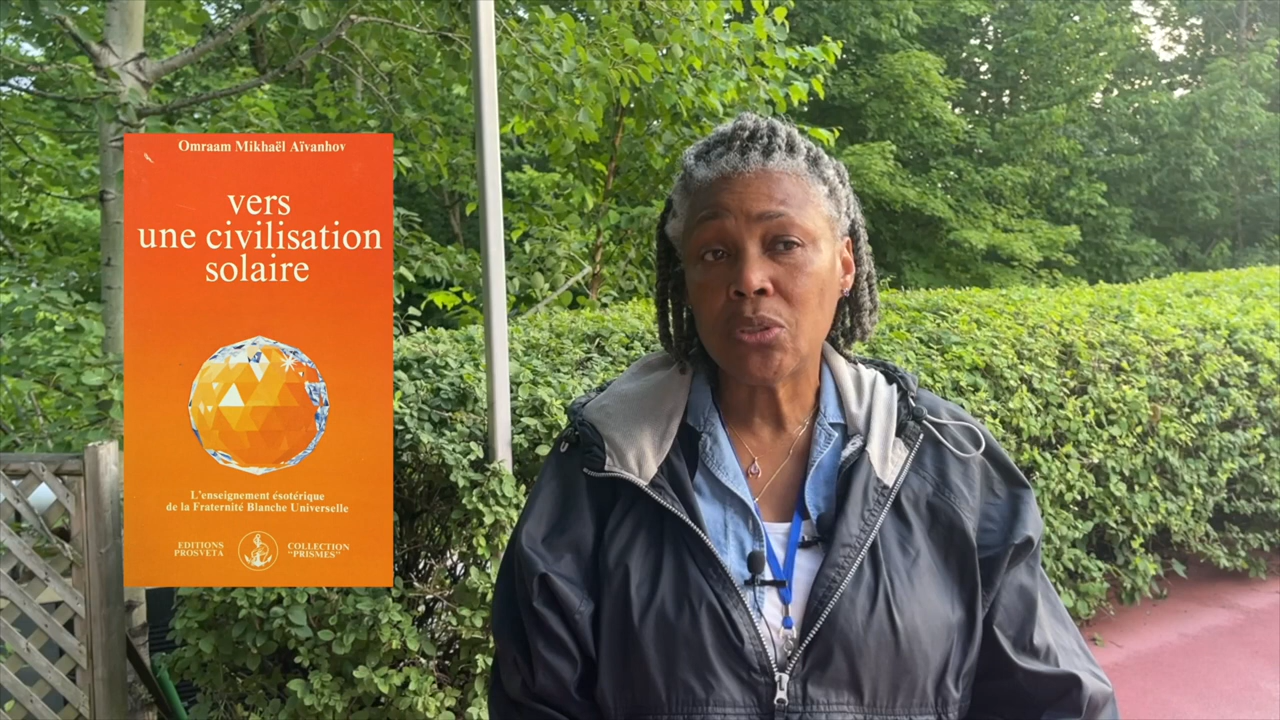 Omraam Mikhaël Aïvanhov
vers
une civilisation
solaire
L'enseignement ésotérique
de la Fraternité Blanche Universelle
EDITIONS
PROSVETA
COLLECTION
"PRISMES"